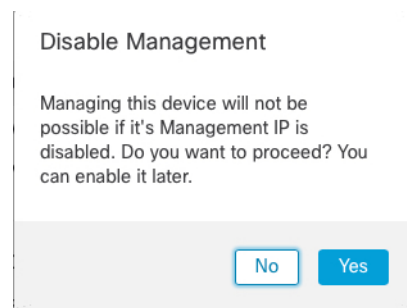 Disable Management
Managing this device will not be
possible if it's Management IP is
disabled. Do you want to proceed? You
can enable it later.
No
Yes